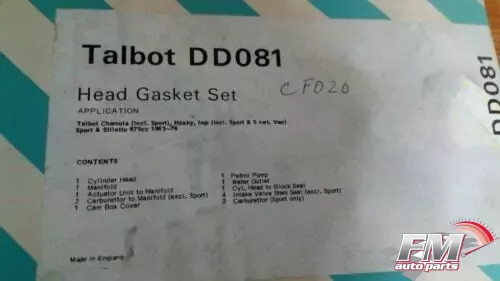 Talbot DD081
Head Gasket Set
CF020
APPLICATION
Talbot Chamois (incl. Sport), Husky, Imp (incl. Sport & 5 cwt. Van)
Sport & Stiletto 875cc 1963-76
CONTENTS
1 Cylinder Head
1 Manifold
1 Actuator Unit to Manifold
2 Carburettor to Manifold (excl. Sport)
1 Cam Box Cover
1 Petrol Pump
1 Water Outlet
1 Cyl. Head to Block Seal
4 Intake Valve Stem Seal (excl. Sport)
2 Carburettor (Sport only)
Made in England
DD081
FM
auto parts